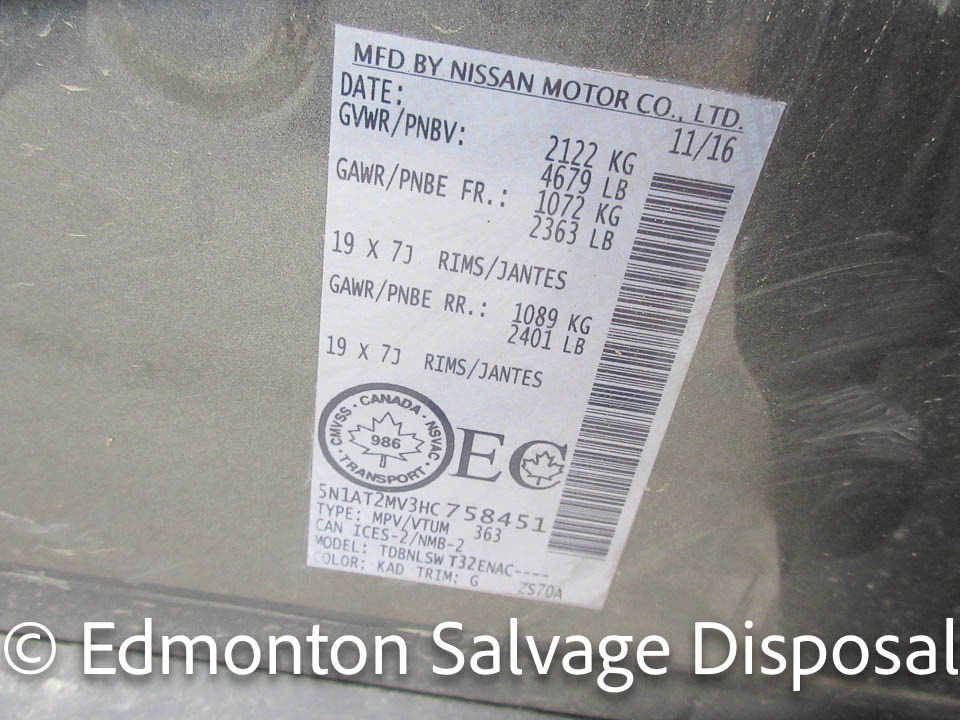 MFD BY NISSAN MOTOR CO., LTD.
DATE: 11/16
GVWR/PNBV: 2122 KG
4679 LB
GAWR/PNBE FR.: 1072 KG
2363 LB
19 X 7J RIMS/JANTES
GAWR/PNBE RR.: 1089 KG
2401 LB
19 X 7J RIMS/JANTES
CMVSS · CANADA · NSVAC · TRANSPORT ·
986
EC
5N1AT2MV3HC758451
TYPE: MPV/VTUM 363
CAN ICES-2/NMB-2
MODEL: TDBNLSW T32ENAC----
COLOR: KAD TRIM: G ZS70A
© Edmonton Salvage Disposal